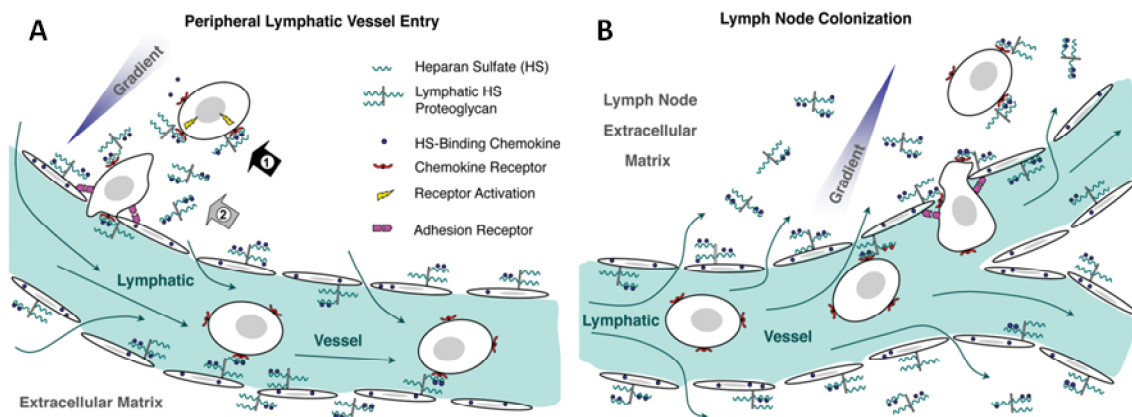 A
Peripheral Lymphatic Vessel Entry
Gradient
Heparan Sulfate (HS)
Lymphatic HS
Proteoglycan
HS-Binding Chemokine
Chemokine Receptor
Receptor Activation
Adhesion Receptor
1
2
Lymphatic
Vessel
Extracellular Matrix
B
Lymph Node Colonization
Lymph Node
Extracellular
Matrix
Gradient
Lymphatic
Vessel